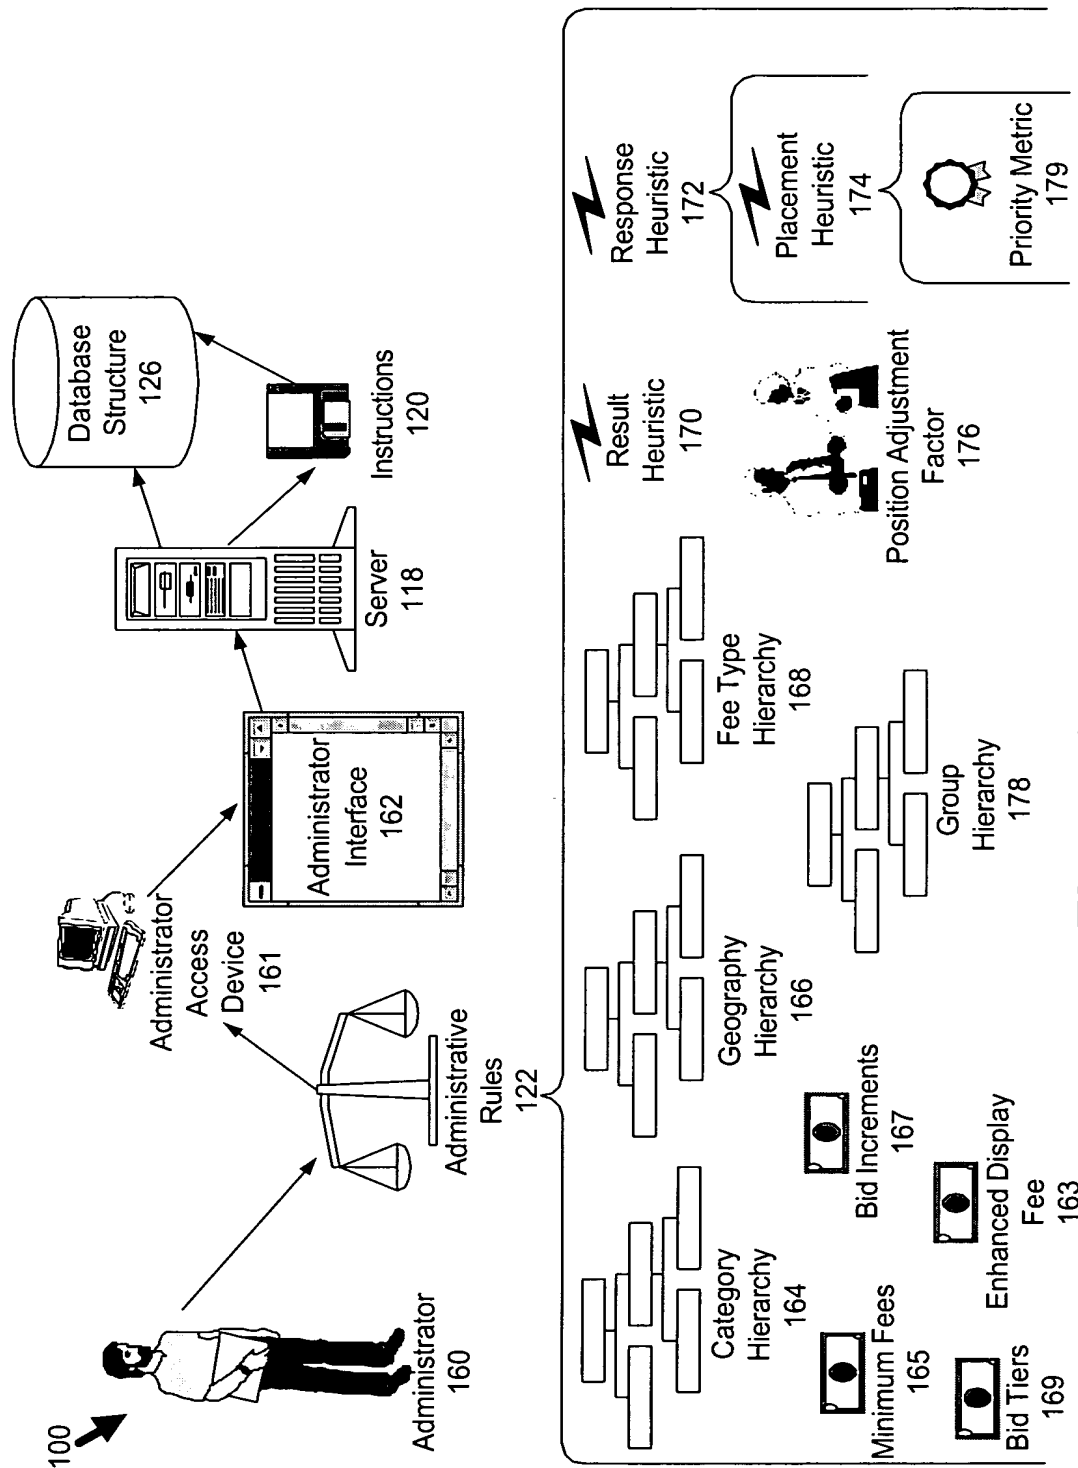 100
Administrator
160
Administrative
Rules
122
Administrator
Access
Device
161
Administrator
Interface
162
Server
118
Database
Structure
126
Instructions
120
Category
Hierarchy
164
Geography
Hierarchy
166
Fee Type
Hierarchy
168
Result
Heuristic
170
Response
Heuristic
172
Minimum Fees
165
Bid Increments
167
Group
Hierarchy
178
Position Adjustment
Factor
176
Placement
Heuristic
174
Bid Tiers
169
Enhanced Display
Fee
163
Priority Metric
179